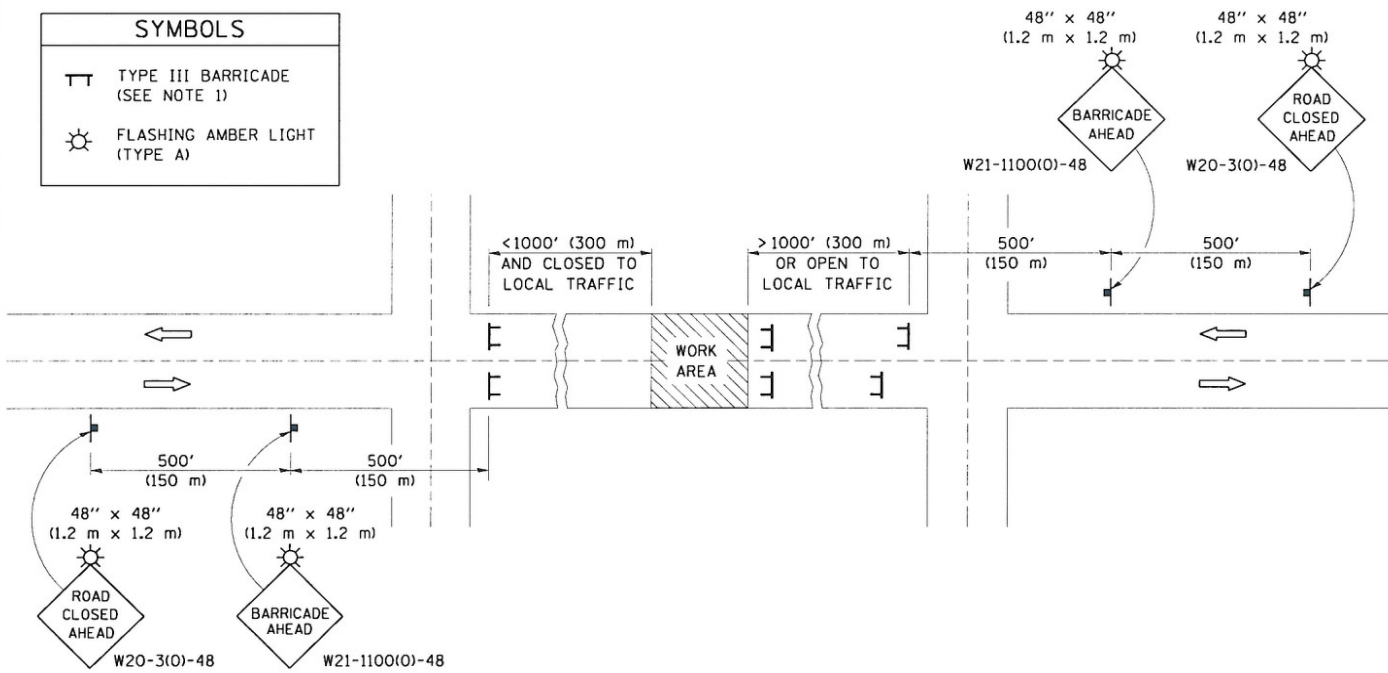 SYMBOLS
TYPE III BARRICADE
(SEE NOTE 1)
FLASHING AMBER LIGHT
(TYPE A)
48" x 48"
(1.2 m x 1.2 m)
BARRICADE
AHEAD
W21-1100(O)-48
48" x 48"
(1.2 m x 1.2 m)
ROAD
CLOSED
AHEAD
W20-3(O)-48
<1000' (300 m)
AND CLOSED TO
LOCAL TRAFFIC
>1000' (300 m)
OR OPEN TO
LOCAL TRAFFIC
500'
(150 m)
500'
(150 m)
WORK
AREA
500'
(150 m)
500'
(150 m)
48" x 48"
(1.2 m x 1.2 m)
ROAD
CLOSED
AHEAD
W20-3(O)-48
48" x 48"
(1.2 m x 1.2 m)
BARRICADE
AHEAD
W21-1100(O)-48